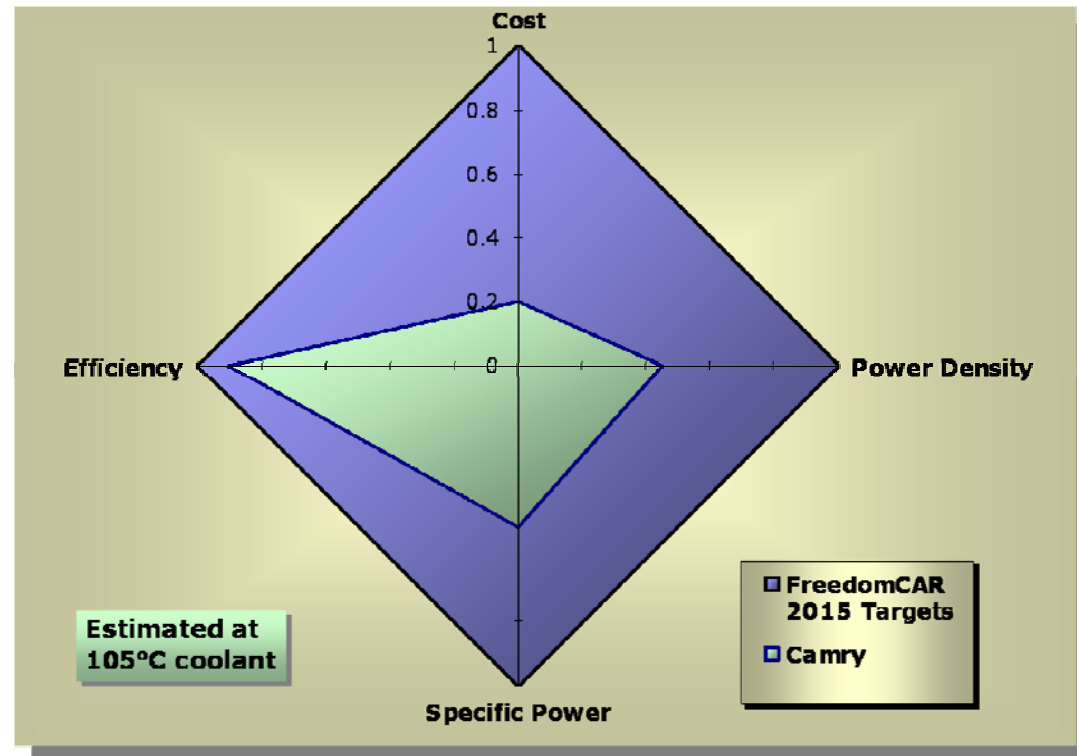 Cost
1
0.8
0.6
0.4
0.2
0
Efficiency
Power Density
Specific Power
Estimated at
105°C coolant
FreedomCAR
2015 Targets
Camry